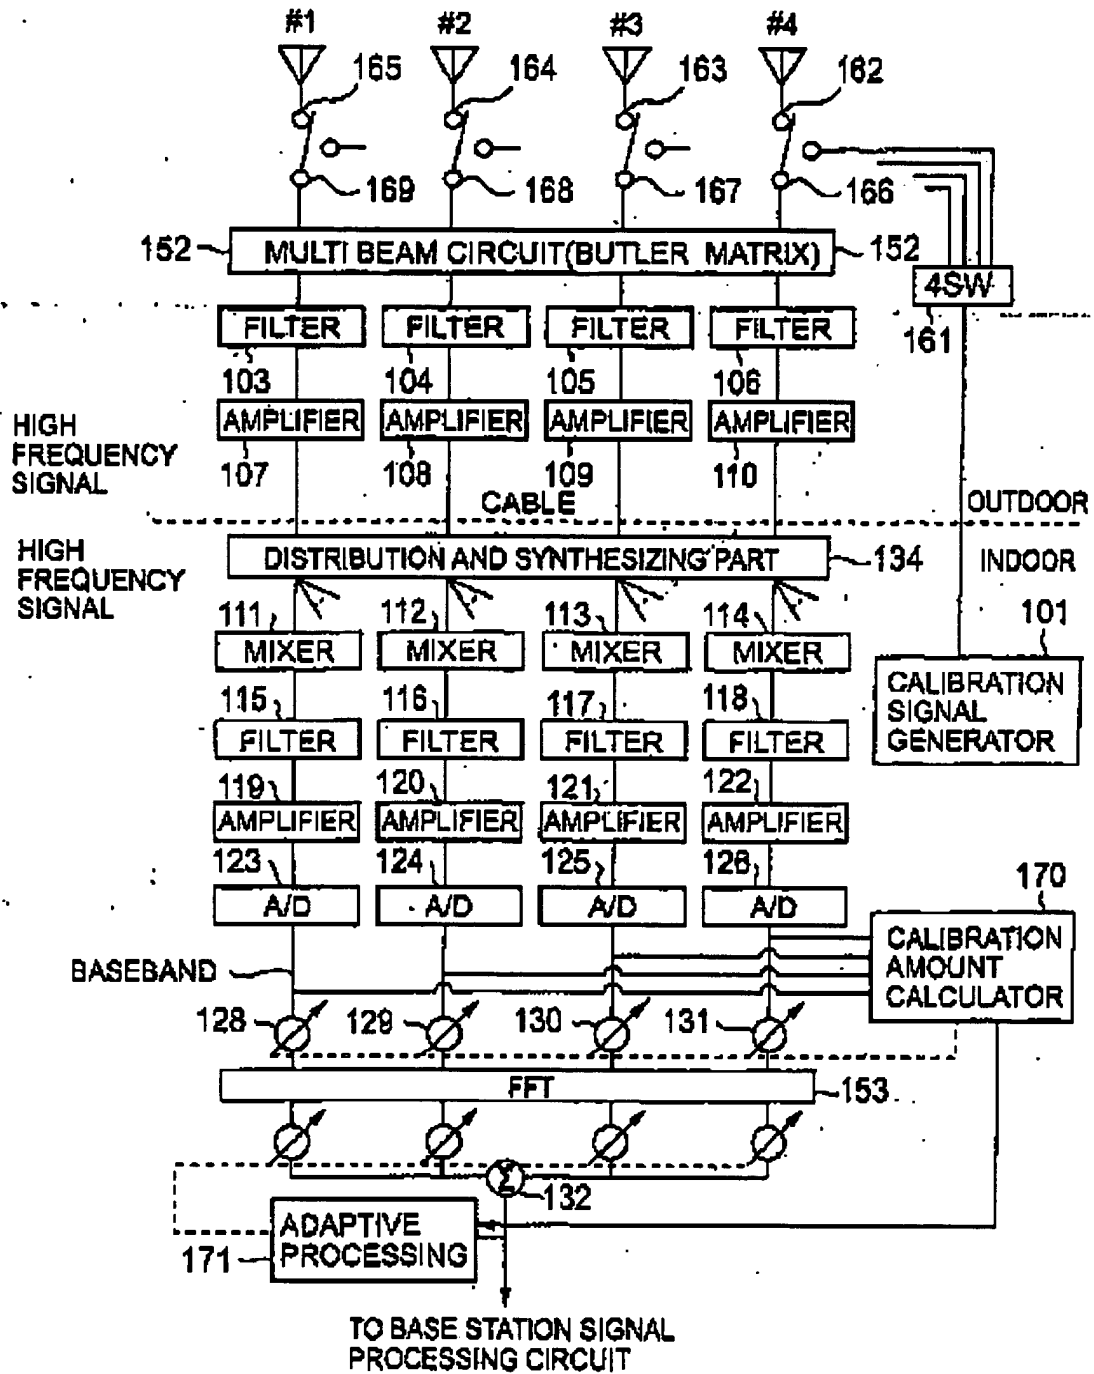 #1 #2 #3 #4
165 164 163 162
169 168 167 166
152 MULTI BEAM CIRCUIT(BUTLER MATRIX) 152
4SW
161
FILTER FILTER FILTER FILTER
103 104 105 106
AMPLIFIER AMPLIFIER AMPLIFIER AMPLIFIER
107 108 109 110
HIGH
FREQUENCY
SIGNAL
CABLE
OUTDOOR
HIGH
FREQUENCY
SIGNAL
DISTRIBUTION AND SYNTHESIZING PART 134
INDOOR
111 112 113 114
MIXER MIXER MIXER MIXER
101
CALIBRATION
SIGNAL
GENERATOR
115 116 117 118
FILTER FILTER FILTER FILTER
119 120 121 122
AMPLIFIER AMPLIFIER AMPLIFIER AMPLIFIER
123 124 125 126
A/D A/D A/D A/D
170
CALIBRATION
AMOUNT
CALCULATOR
BASEBAND
128 129 130 131
FFT 153
Σ
132
ADAPTIVE
PROCESSING
171
TO BASE STATION SIGNAL
PROCESSING CIRCUIT